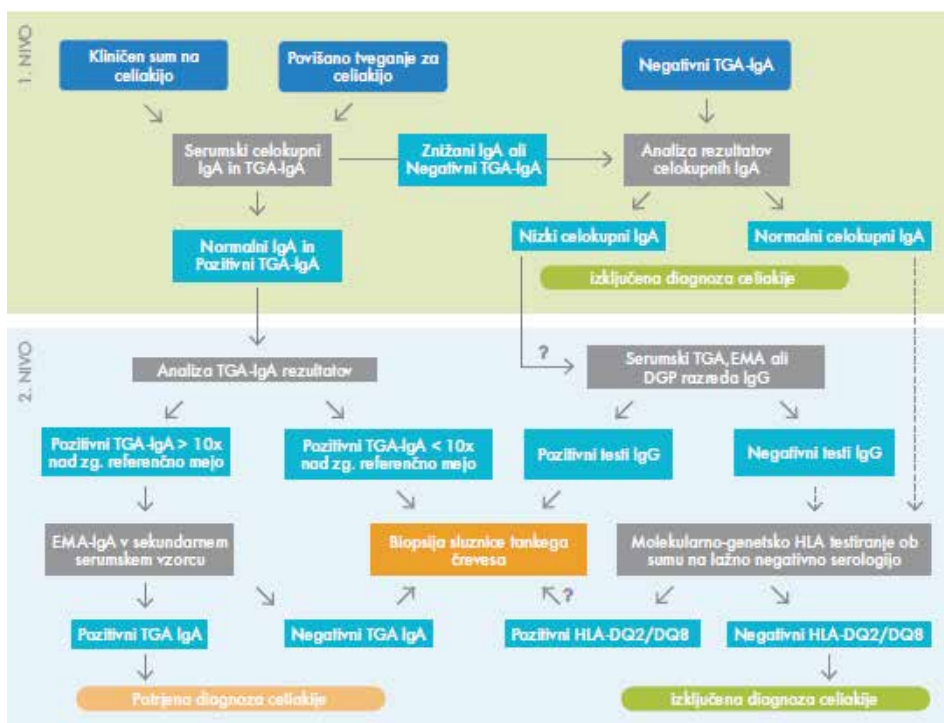 1. NIVO
Kliničen sum na
celiakijo
Povišano tveganje za
celiakijo
Negativni TGA-IgA
Serumski celokupni
IgA in TGA-IgA
Znižani IgA ali
Negativni TGA-IgA
Analiza rezultatov
celokupnih IgA
Normalni IgA in
Pozitivni TGA-IgA
Nizki celokupni IgA
Normalni celokupni IgA
izključena diagnoza celiakije
2. NIVO
Analiza TGA-IgA rezultatov
?
Serumski TGA, EMA ali
DGP razreda IgG
Pozitivni TGA-IgA > 10x
nad zg. referenčno mejo
Pozitivni TGA-IgA < 10x
nad zg. referenčno mejo
Pozitivni testi IgG
Negativni testi IgG
EMA-IgA v sekundarnem
serumskem vzorcu
Biopsija sluznice tankega
črevesa
Molekularno-genetsko HLA testiranje ob
sumu na lažno negativno serologijo
?
Pozitivni TGA IgA
Negativni TGA IgA
Pozitivni HLA-DQ2/DQ8
Negativni HLA-DQ2/DQ8
Potrjena diagnoza celiakije
izključena diagnoza celiakije